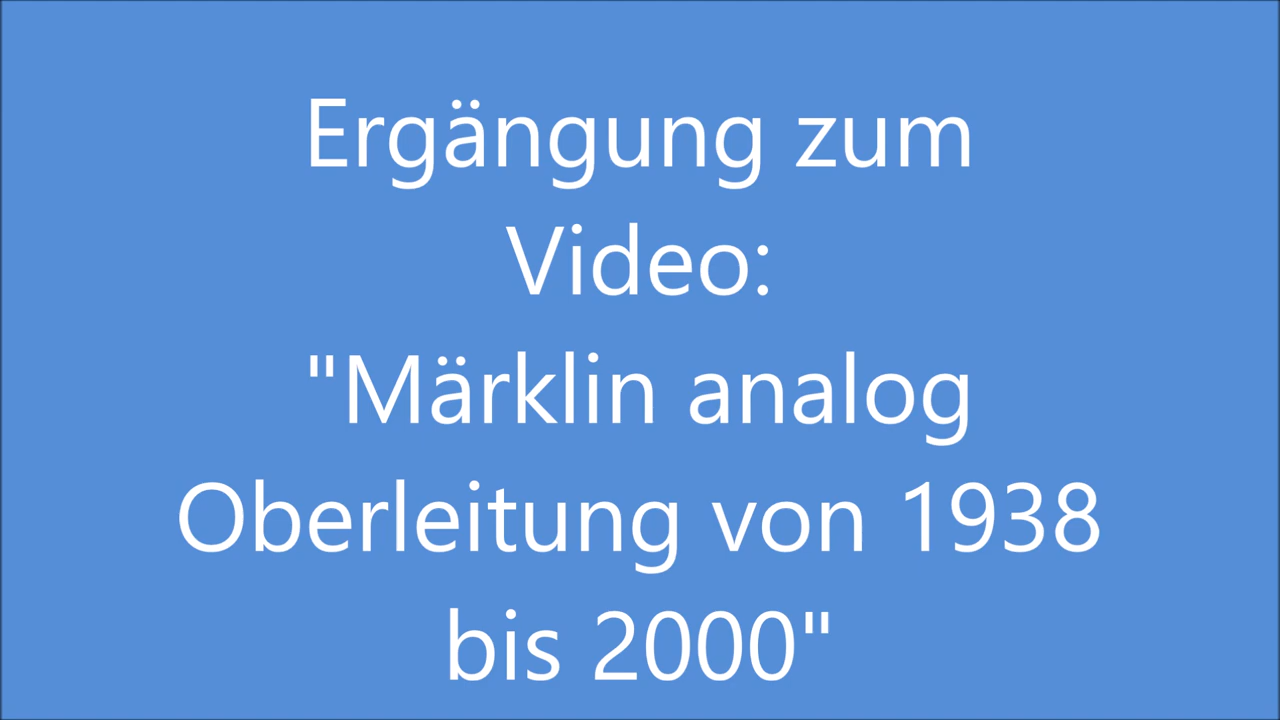 Ergängung zum
Video:
"Märklin analog
Oberleitung von 1938
bis 2000"